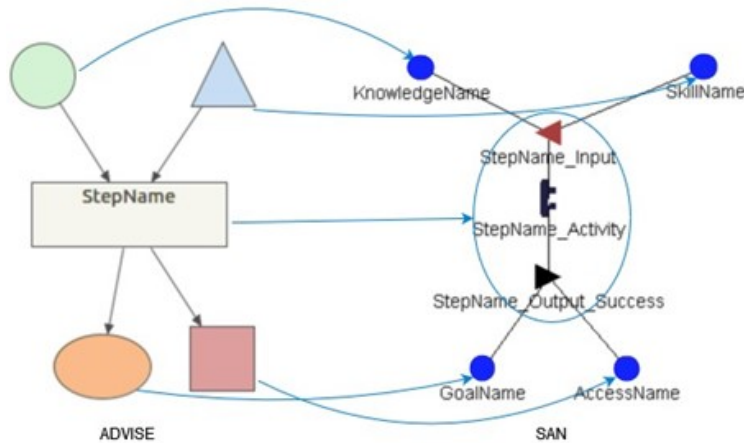 KnowledgeName
SkillName
StepName_Input
StepName
StepName_Activity
StepName_Output_Success
GoalName
AccessName
ADVISE
SAN